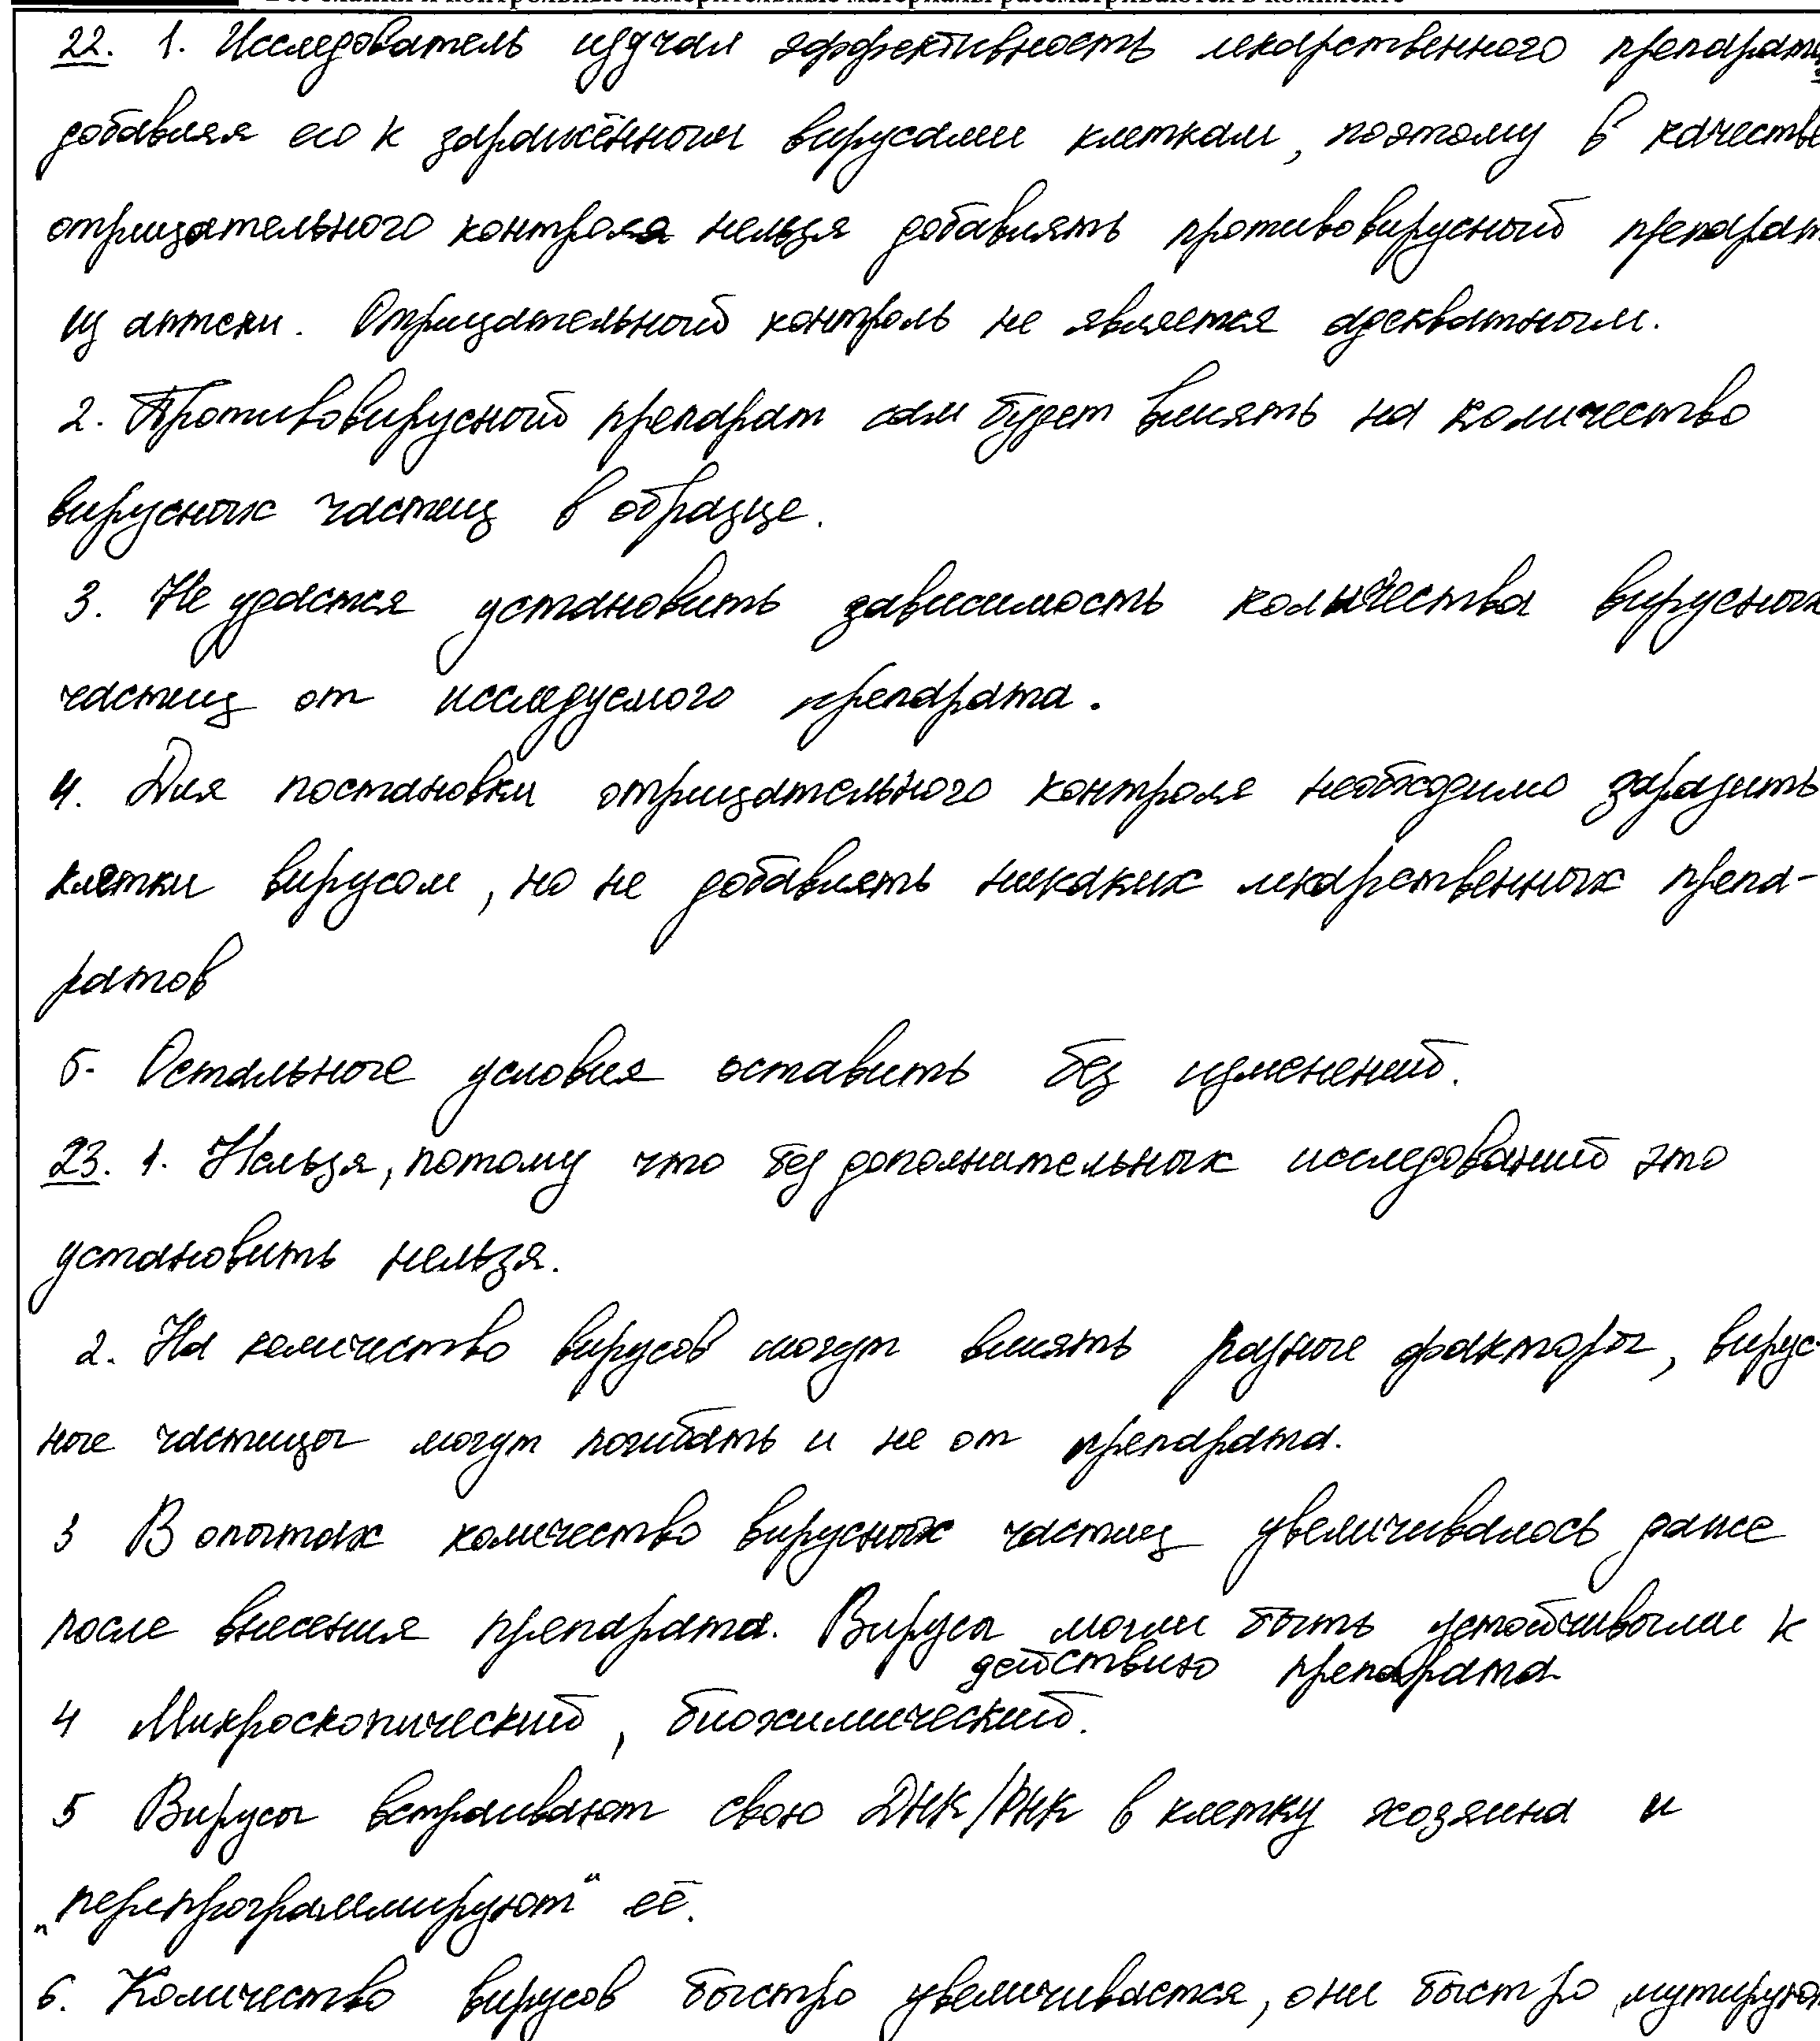 22. 1. Исследователь изучал эффективность лекарственного препарата
добавляя его к заражённым вирусами клеткам, поэтому в качестве
отрицательного контроля нельзя добавлять противовирусный препарат
из аптеки. Отрицательный контроль не является адекватным.
2. Противовирусный препарат сам будет влиять на количество
вирусных частиц в образце.
3. Не удастся установить зависимость количества вирусных
частиц от исследуемого препарата.
4. Для постановки отрицательного контроля необходимо заразить
клетки вирусом, но не добавлять никаких лекарственных препа-
ратов
5. Остальные условия оставить без изменений.
23. 1. Нельзя, потому что без дополнительных исследований это
установить нельзя.
2. На количество вирусов могут влиять разные факторы, вирус-
ные частицы могут погибать и не от препарата.
3 В опытах количество вирусных частиц увеличивалось даже
после внесения препарата. Вирусы могли быть устойчивыми к
действию препарата
4 Микроскопический, биохимический.
5 Вирусы встраивают свою ДНК/РНК в клетку хозяина и
„перепрограммируют“ её.
6. Количество вирусов быстро увеличивается, они быстро мутируют